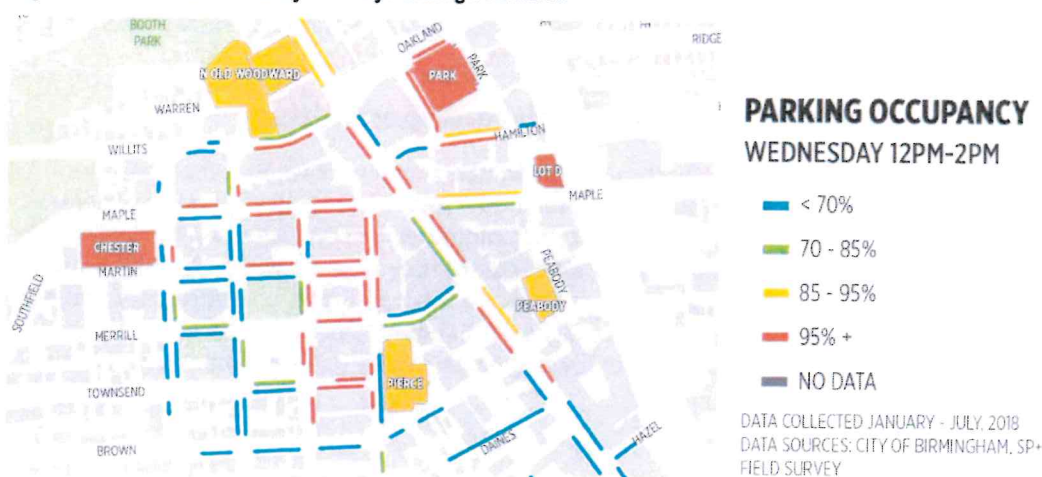 BOOTH
PARK
OAKLAND
PARK
RIDGE
N OLD WOODWARD
PARK
WARREN
WILLITS
HAMILTON
LOT D
MAPLE
MAPLE
CHESTER
MARTIN
SOUTHFIELD
PEABODY
PEABODY
MERRILL
TOWNSEND
PIERCE
BROWN
DAINES
HAZEL
PARKING OCCUPANCY
WEDNESDAY 12PM-2PM
< 70%
70 - 85%
85 - 95%
95% +
NO DATA
DATA COLLECTED JANUARY - JULY, 2018
DATA SOURCES: CITY OF BIRMINGHAM, SP+
FIELD SURVEY